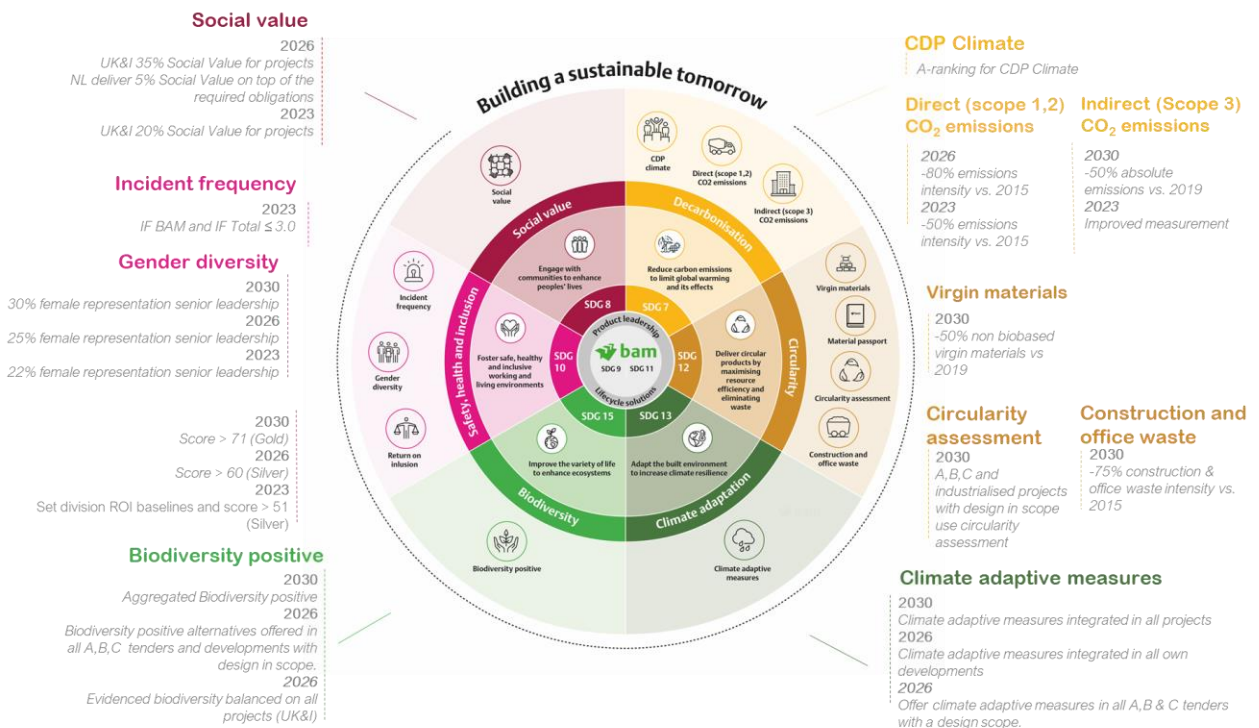 Social value
2026
UK&I 35% Social Value for projects
NL deliver 5% Social Value on top of the
required obligations
2023
UK&I 20% Social Value for projects
Incident frequency
2023
IF BAM and IF Total ≤ 3.0
Gender diversity
2030
30% female representation senior leadership
2026
25% female representation senior leadership
2023
22% female representation senior leadership
2030
Score > 71 (Gold)
2026
Score > 60 (Silver)
2023
Set division ROI baselines and score > 51
(Silver)
Biodiversity positive
2030
Aggregated Biodiversity positive
2026
Biodiversity positive alternatives offered in
all A,B,C tenders and developments with
design in scope.
2026
Evidenced biodiversity balanced on all
projects (UK&I)
Building a sustainable tomorrow
Social
value
CDP
climate
Direct (scope 1,2)
CO2 emissions
Indirect (scope 3)
CO2 emissions
Social value
Decarbonisation
Engage with
communities to enhance
peoples' lives
Reduce carbon emissions
to limit global warming
and its effects
Incident
frequency
Gender
diversity
Return on
inlusion
Safety, health and inclusion
Foster safe, healthy
and inclusive
working and
living environments
SDG 8
SDG 7
SDG
10
SDG
12
SDG 15
SDG 13
Product leadership
bam
SDG 9 SDG 11
Lifecycle solutions
Deliver circular
products by
maximising
resource
efficiency and
eliminating
waste
Circularity
Virgin materials
Material passport
Circularity assessment
Construction and
office waste
Improve the variety of life
to enhance ecosystems
Adapt the built environment
to increase climate resilience
Biodiversity
Climate adaptation
Biodiversity positive
Climate adaptive
measures
CDP Climate
A-ranking for CDP Climate
Direct (scope 1,2)
CO2 emissions
2026
-80% emissions
intensity vs. 2015
2023
-50% emissions
intensity vs. 2015
Indirect (Scope 3)
CO2 emissions
2030
-50% absolute
emissions vs. 2019
2023
Improved measurement
Virgin materials
2030
-50% non biobased
virgin materials vs
2019
Circularity
assessment
2030
A,B,C and
industrialised projects
with design in scope
use circularity
assessment
Construction and
office waste
2030
-75% construction &
office waste intensity vs.
2015
Climate adaptive measures
2030
Climate adaptive measures integrated in all projects
2026
Climate adaptive measures integrated in all own
developments
2026
Offer climate adaptive measures in all A,B & C tenders
with a design scope.